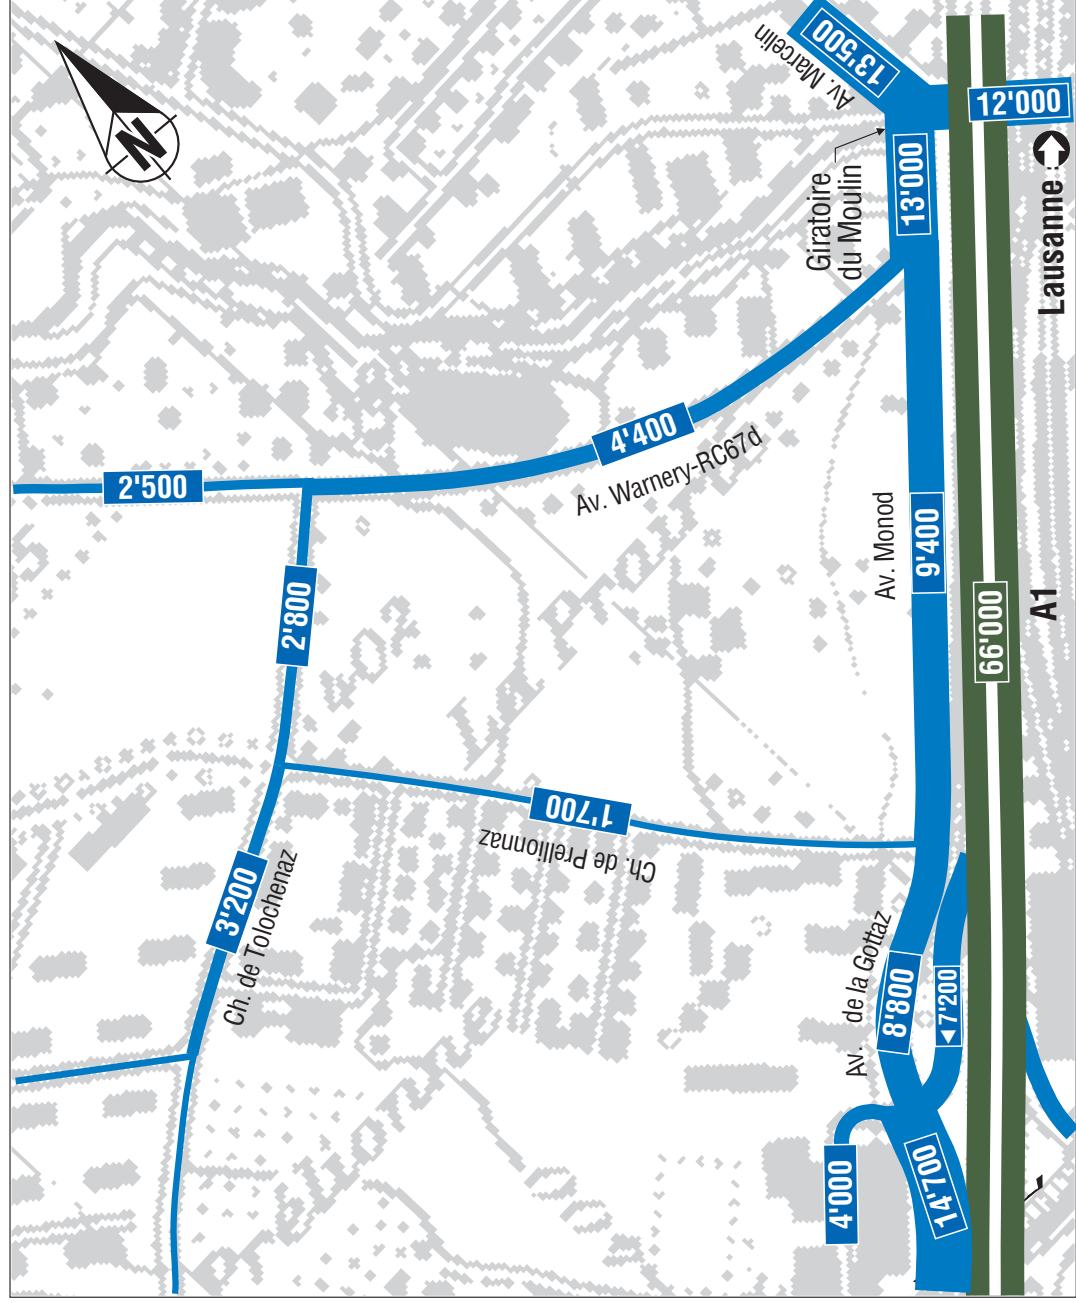 N
13'500
Av. Marcelin
12'000
Lausanne
13'000
Giratoire
du Moulin
4'400
Av. Warnery-RC67d
2'500
2'800
Av. Monod
9'400
66'000
A1
1'700
Ch. de Prellionnaz
3'200
Ch. de Tolochenaz
Av. de la Gottaz
8'800
7'200
4'000
14'700